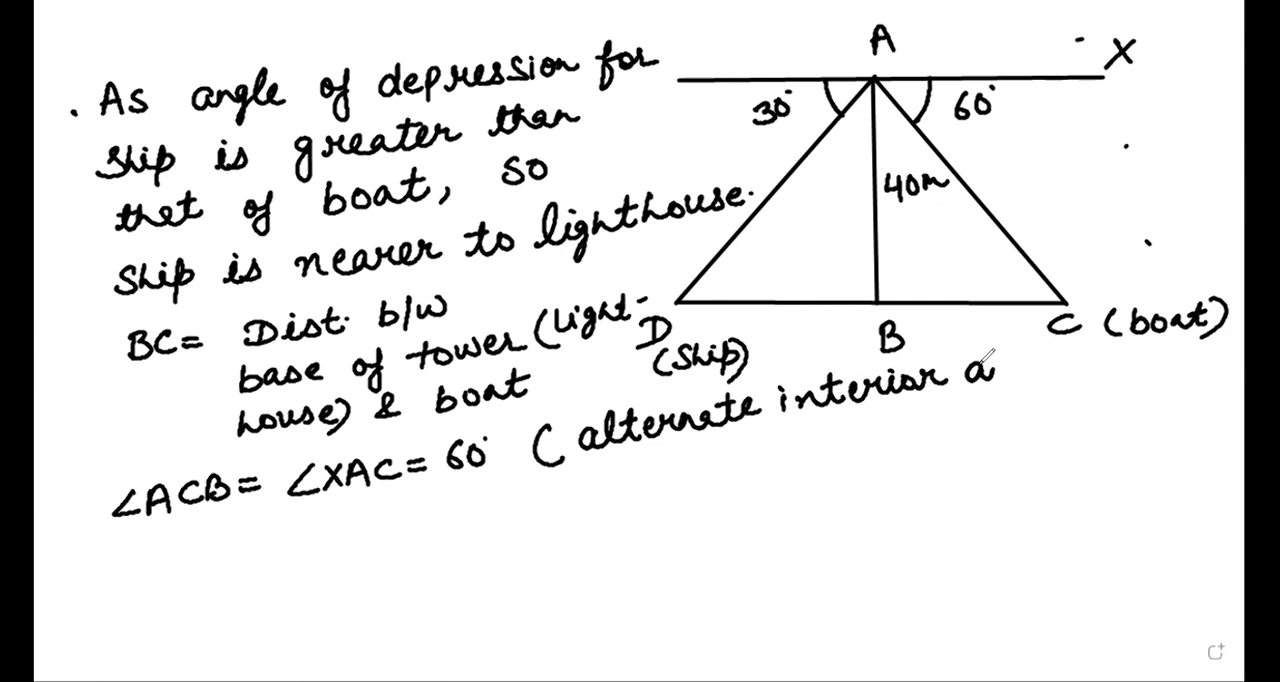 A
X
. As angle of depression for
30°
60°
ship is greater than
that of boat, so
40m
ship is nearer to lighthouse.
BC = Dist. b/w
D
B
C (boat)
base of tower (light-
(ship)
house) & boat
∠ACB = ∠XAC = 60° ( alternate interior a